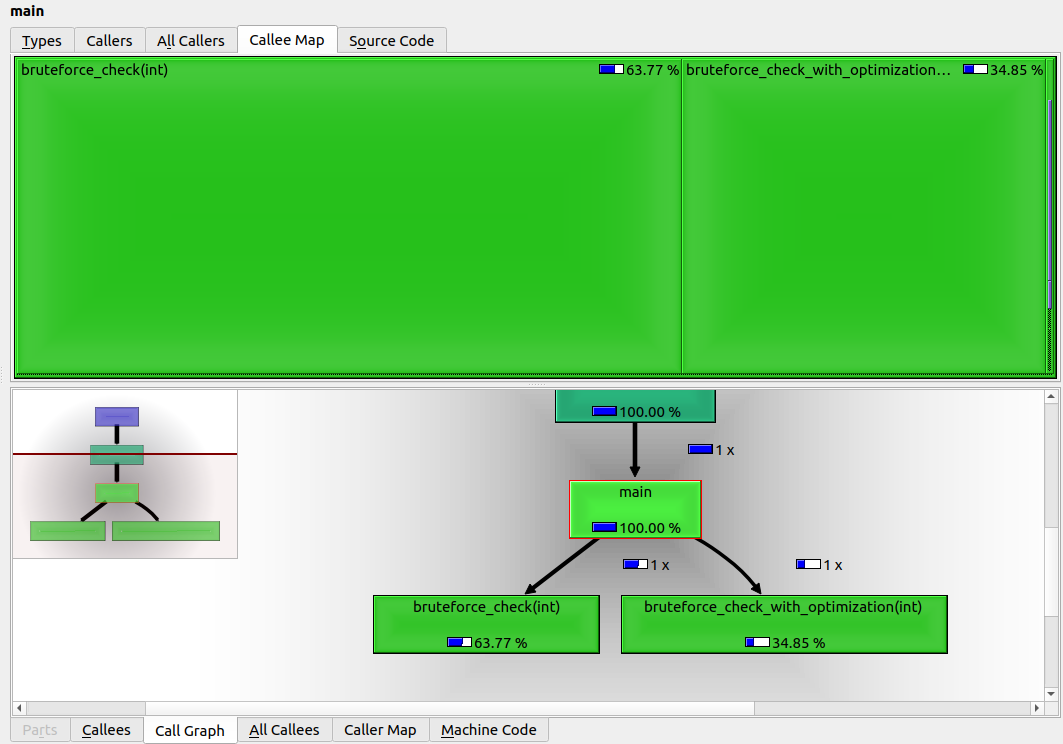 main
Types Callers All Callers Callee Map Source Code
bruteforce_check(int) 63.77 % bruteforce_check_with_optimization... 34.85 %
100.00 %
1 x
main
100.00 %
1 x 1 x
bruteforce_check(int) bruteforce_check_with_optimization(int)
63.77 % 34.85 %
Parts Callees Call Graph All Callees Caller Map Machine Code